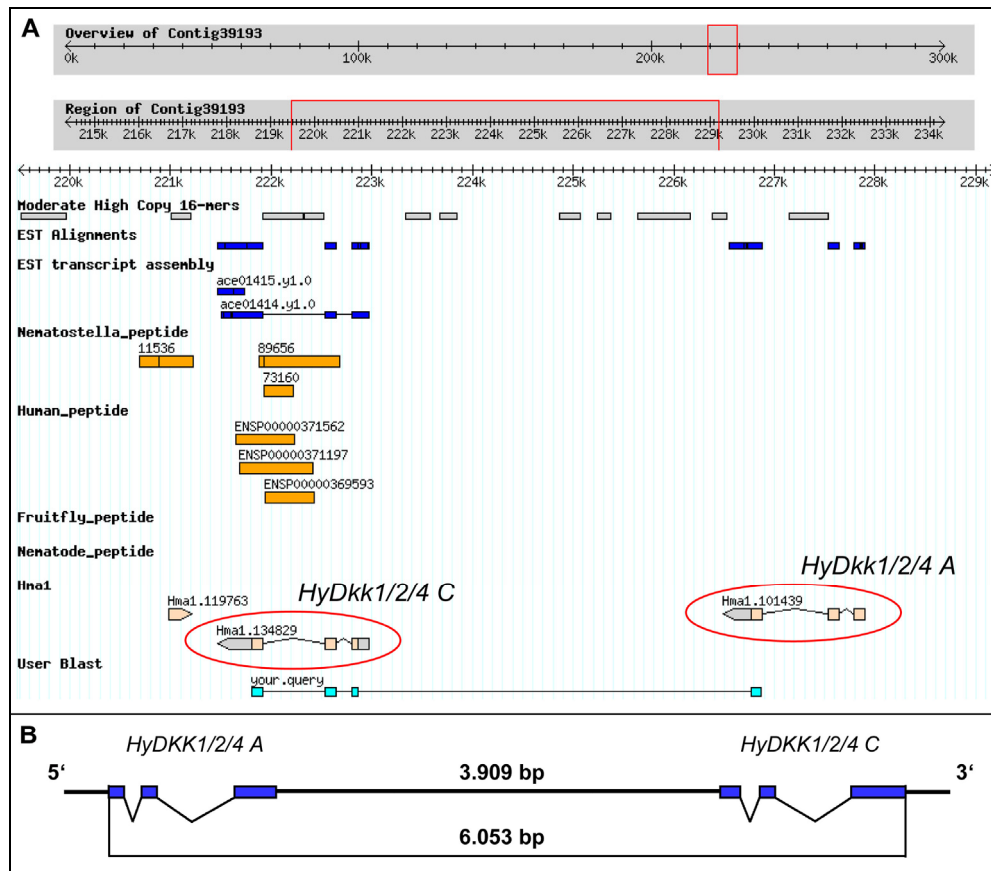 A
Overview of Contig39193
0k 100k 200k 300k
Region of Contig39193
215k 216k 217k 218k 219k 220k 221k 222k 223k 224k 225k 226k 227k 228k 229k 230k 231k 232k 233k 234k
220k 221k 222k 223k 224k 225k 226k 227k 228k 229k
Moderate High Copy 16-mers
EST Alignments
EST transcript assembly
ace01415.y1.0
ace01414.y1.0
Nematostella_peptide
11536 89656
73160
Human_peptide
ENSP00000371562
ENSP00000371197
ENSP00000369593
Fruitfly_peptide
Nematode_peptide
HyDkk1/2/4 A
Hma1
HyDkk1/2/4 C
Hma1.119763 Hma1.101439
Hma1.134829
User Blast
your.query
B
HyDKK1/2/4 A HyDKK1/2/4 C
5‘ 3.909 bp 3‘
6.053 bp